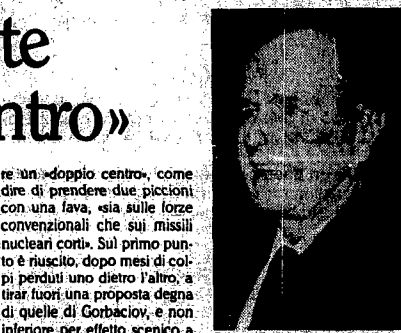 te
ntro»
re un «doppio centro», come
dire di prendere due piccioni
con una fava, «sia sulle forze
convenzionali che sui missili
nucleari corti». Sul primo pun-
to è riuscito, dopo mesi di col-
pi perduti uno dietro l'altro, a
tirar fuori una proposta degna
di quelle di Gorbaciov, e non
inferiore per effetto scenico a